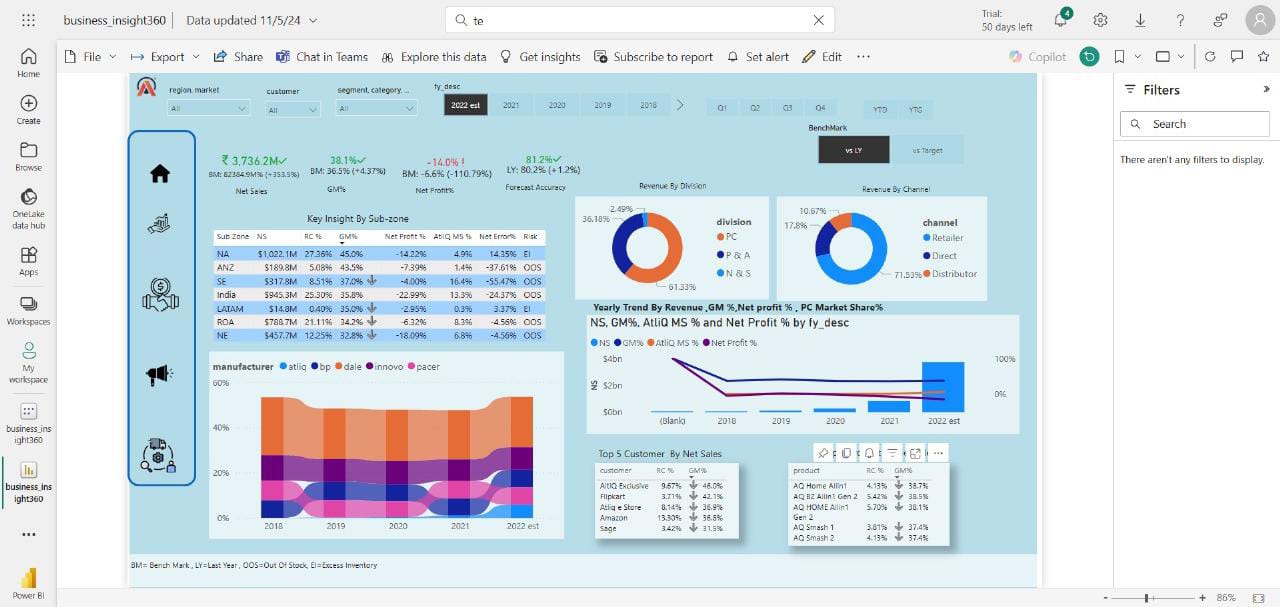 business_insight360 Data updated 11/5/24
te
Trial:
50 days left
4
File Export Share Chat in Teams Explore this data Get insights Subscribe to report Set alert Edit ... Copilot
Home
Create
Browse
OneLake
data hub
Apps
Workspaces
My
workspace
business_ins
ight360
business_ins
ight360
Power BI
region, market
All
customer
All
segment, category, ...
All
fy_desc
2022 est 2021 2020 2019 2018
Q1 Q2 Q3 Q4
YTD YTG
BenchMark
vs LY vs Target
₹ 3,736.2M✓
BM: 82384.9M% (+353.5%)
Net Sales
38.1%✓
BM: 36.5% (+4.37%)
GM%
-14.0% !
BM: -6.6% (-110.79%)
Net Profit%
81.2%✓
LY: 80.2% (+1.2%)
Forecast Accuracy
Key Insight By Sub-zone
Sub Zone NS RC % GM% Net Profit % AtliQ MS % Net Error% Risk
NA $1,022.1M 27.36% 45.0% -14.22% 4.9% 14.35% EI
ANZ $189.8M 5.08% 43.5% -7.39% 1.4% -37.61% OOS
SE $317.8M 8.51% 37.0% -4.00% 16.4% -55.47% OOS
India $945.3M 25.30% 35.8% -22.99% 13.3% -24.37% OOS
LATAM $14.8M 0.40% 35.0% -2.95% 0.3% 3.37% EI
ROA $788.7M 21.11% 34.2% -6.32% 8.3% -4.56% OOS
NE $457.7M 12.25% 32.8% -18.09% 6.8% -4.56% OOS
Revenue By Division
2.49%
36.18%
61.33%
division
PC
P & A
N & S
Revenue By Channel
10.67%
17.8%
71.53%
channel
Retailer
Direct
Distributor
manufacturer atliq bp dale innovo pacer
60%
40%
20%
0%
2018 2019 2020 2021 2022 est
Yearly Trend By Revenue ,GM %,Net profit % , PC Market Share%
NS, GM%, AtliQ MS % and Net Profit % by fy_desc
NS GM% AtliQ MS % Net Profit %
NS
$4bn
$2bn
$0bn
100%
0%
(Blank) 2018 2019 2020 2021 2022 est
Top 5 Customer By Net Sales
customer RC % GM%
AltiQ Exclusive 9.67% 46.0%
Flipkart 3.71% 42.1%
Atliq e Store 8.14% 36.9%
Amazon 13.30% 36.8%
Sage 3.42% 31.5%
product RC % GM%
AQ Home Allin1 4.13% 38.7%
AQ BZ Allin1 Gen 2 5.42% 38.5%
AQ HOME Allin1
Gen 2 5.70% 38.1%
AQ Smash 1 3.81% 37.4%
AQ Smash 2 4.13% 37.4%
BM= Bench Mark , LY=Last Year , OOS=Out Of Stock, EI=Excess Inventory
Filters
Search
There aren't any filters to display.
- + 86%